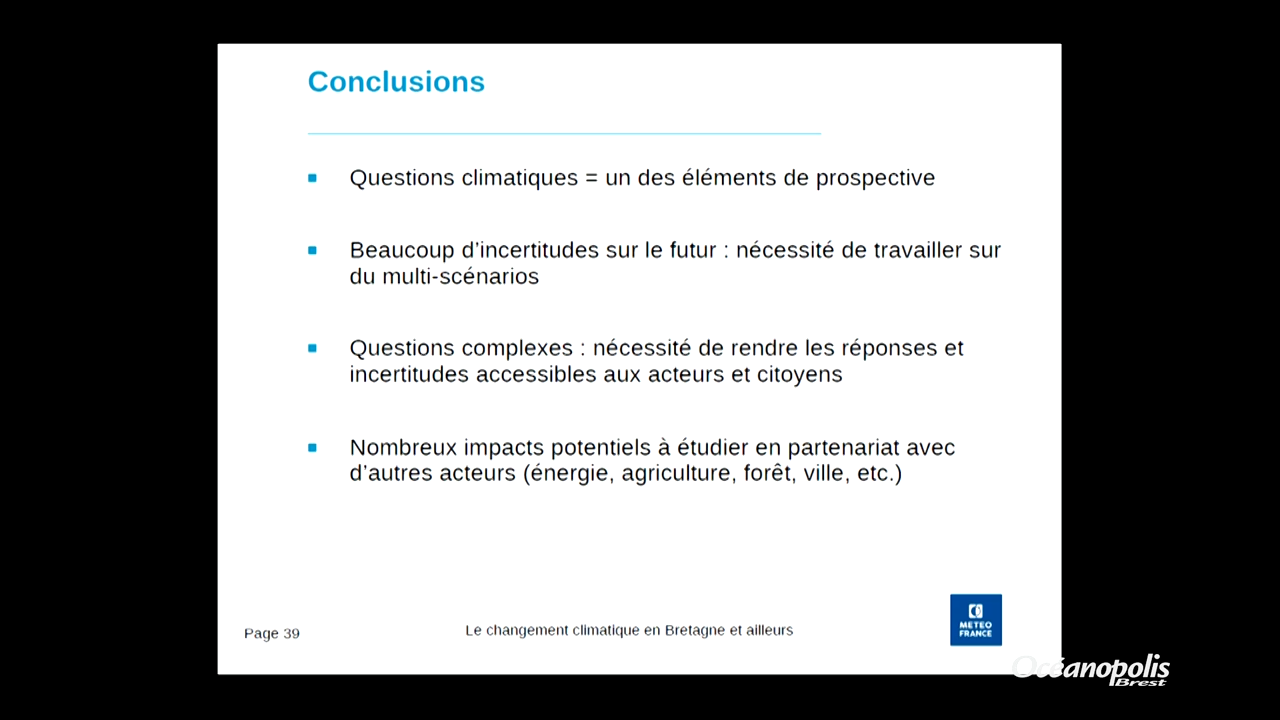 Conclusions
Questions climatiques = un des éléments de prospective
Beaucoup d'incertitudes sur le futur : nécessité de travailler sur
du multi-scénarios
Questions complexes : nécessité de rendre les réponses et
incertitudes accessibles aux acteurs et citoyens
Nombreux impacts potentiels à étudier en partenariat avec
d'autres acteurs (énergie, agriculture, forêt, ville, etc.)
Page 39
Le changement climatique en Bretagne et ailleurs
METEO
FRANCE
Océanopolis
Brest